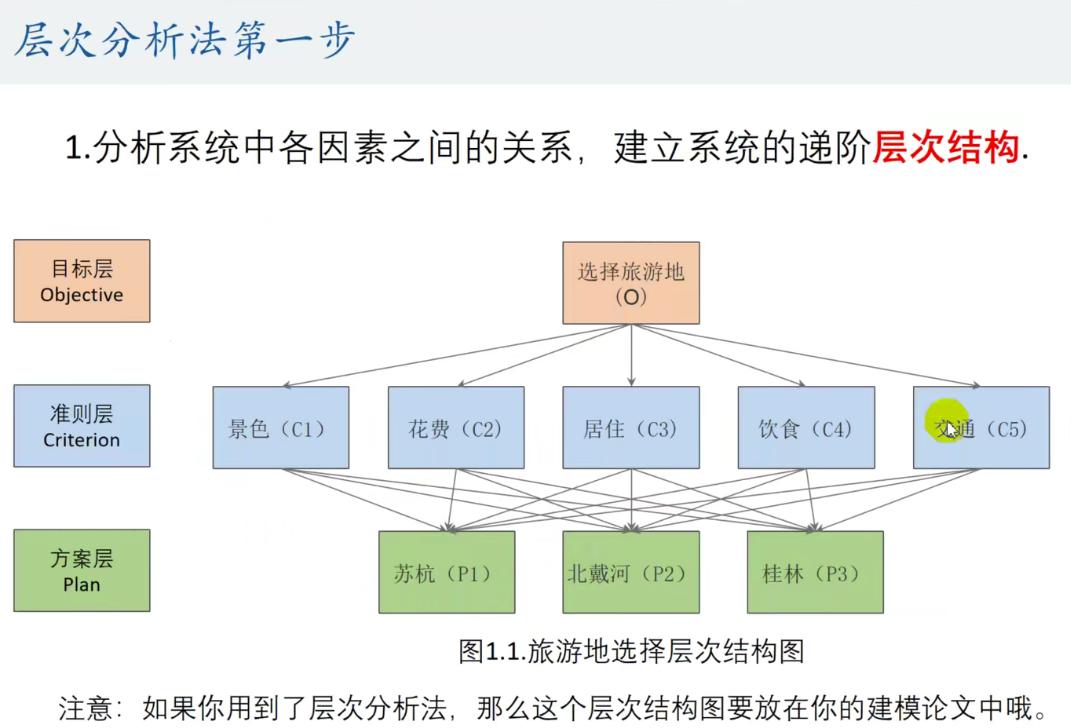 层次分析法第一步
1.分析系统中各因素之间的关系，建立系统的递阶层次结构.
目标层
Objective
选择旅游地
（O）
准则层
Criterion
景色（C1）
花费（C2)
居住（C3)
饮食（C4)
交通（C5)
方案层
Plan
苏杭（P1）
北戴河（P2）
桂林（P3）
图1.1.旅游地选择层次结构图
注意：如果你用到了层次分析法，那么这个层次结构图要放在你的建模论文中哦。